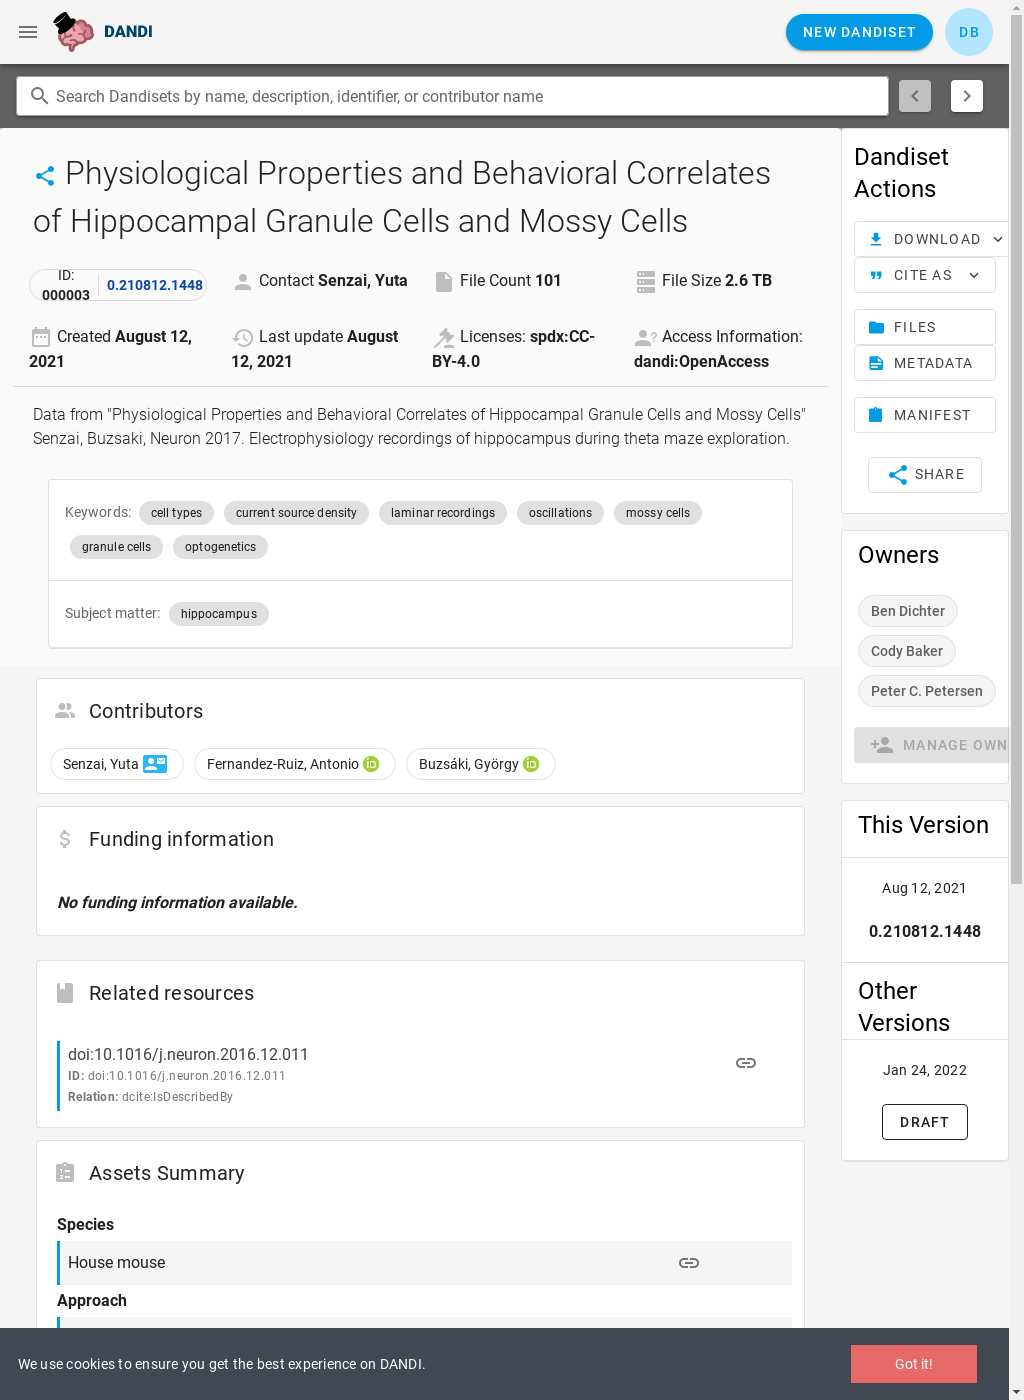 DANDI
NEW DANDISET
DB
Search Dandisets by name, description, identifier, or contributor name
Physiological Properties and Behavioral Correlates
of Hippocampal Granule Cells and Mossy Cells
ID:
000003
0.210812.1448
Contact Senzai, Yuta
File Count 101
File Size 2.6 TB
Created August 12,
2021
Last update August
12, 2021
Licenses: spdx:CC-
BY-4.0
Access Information:
dandi:OpenAccess
Data from "Physiological Properties and Behavioral Correlates of Hippocampal Granule Cells and Mossy Cells"
Senzai, Buzsaki, Neuron 2017. Electrophysiology recordings of hippocampus during theta maze exploration.
Keywords: cell types current source density laminar recordings oscillations mossy cells
granule cells optogenetics
Subject matter: hippocampus
Contributors
Senzai, Yuta
Fernandez-Ruiz, Antonio iD
Buzsáki, György iD
Funding information
No funding information available.
Related resources
doi:10.1016/j.neuron.2016.12.011
ID: doi:10.1016/j.neuron.2016.12.011
Relation: dcite:IsDescribedBy
Assets Summary
Species
House mouse
Approach
Dandiset
Actions
DOWNLOAD
CITE AS
FILES
METADATA
MANIFEST
SHARE
Owners
Ben Dichter
Cody Baker
Peter C. Petersen
MANAGE OWN
This Version
Aug 12, 2021
0.210812.1448
Other
Versions
Jan 24, 2022
DRAFT
We use cookies to ensure you get the best experience on DANDI.
Got it!